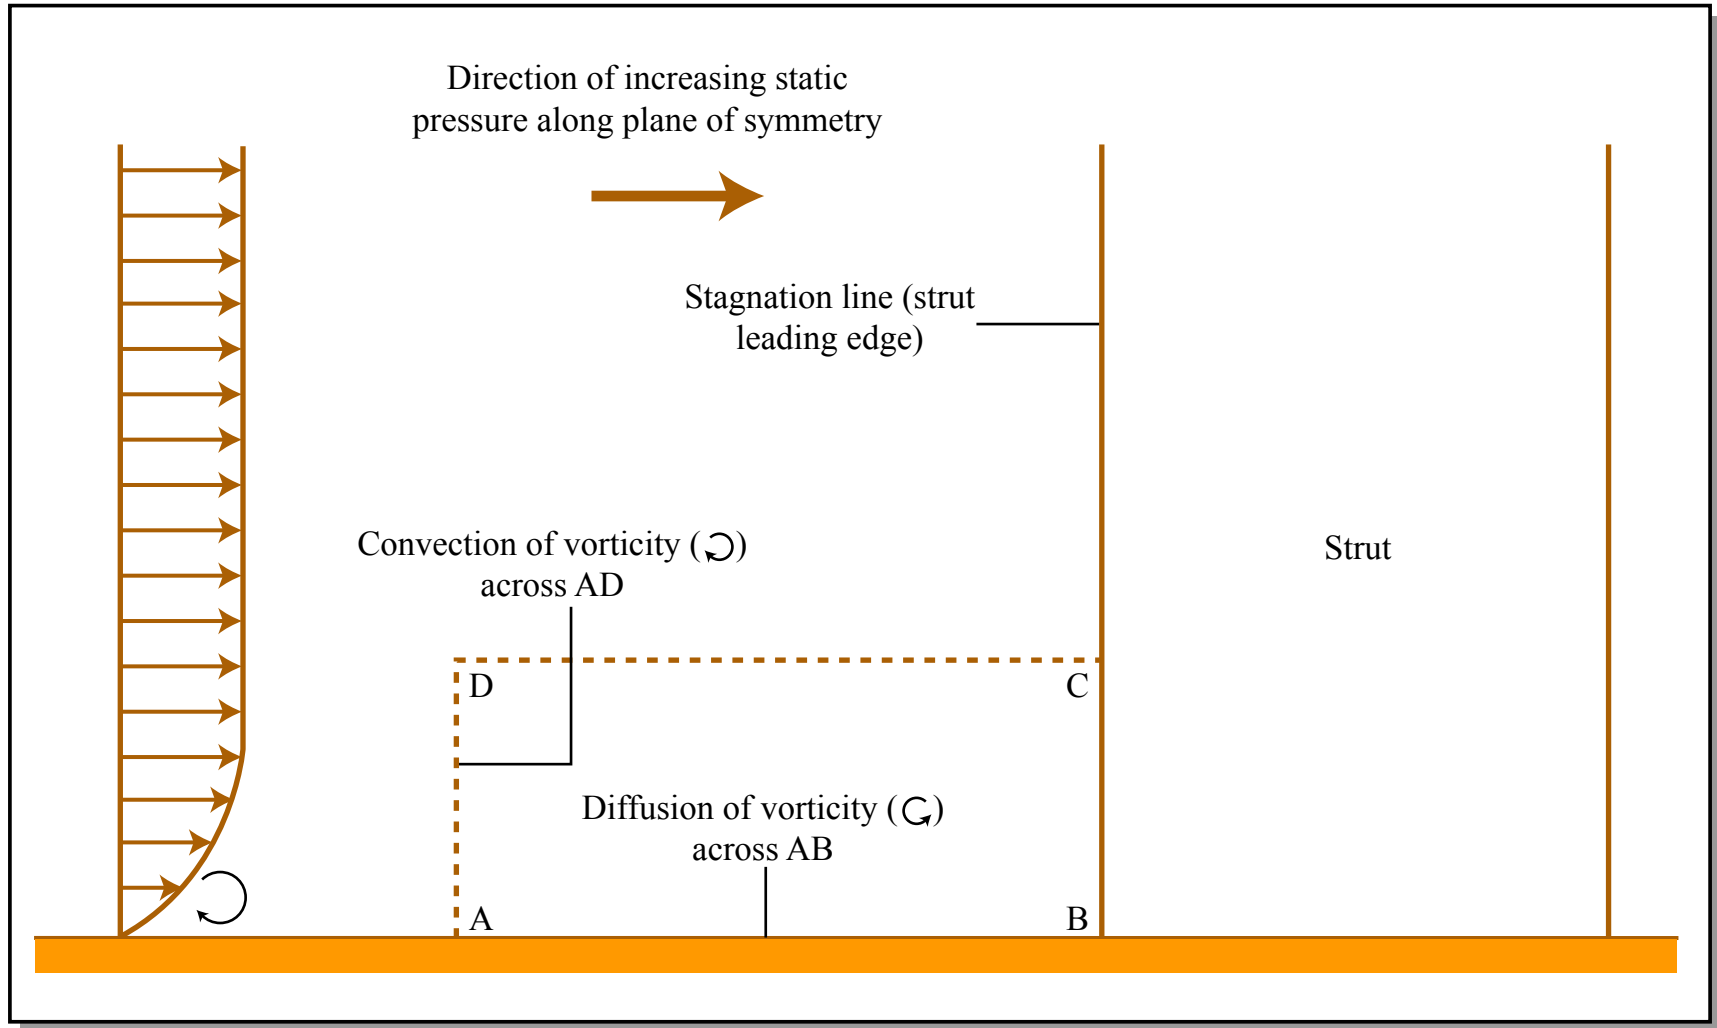 Direction of increasing static
pressure along plane of symmetry
Stagnation line (strut
leading edge)
Convection of vorticity ( )
across AD
Strut
D
C
Diffusion of vorticity ( )
across AB
A
B